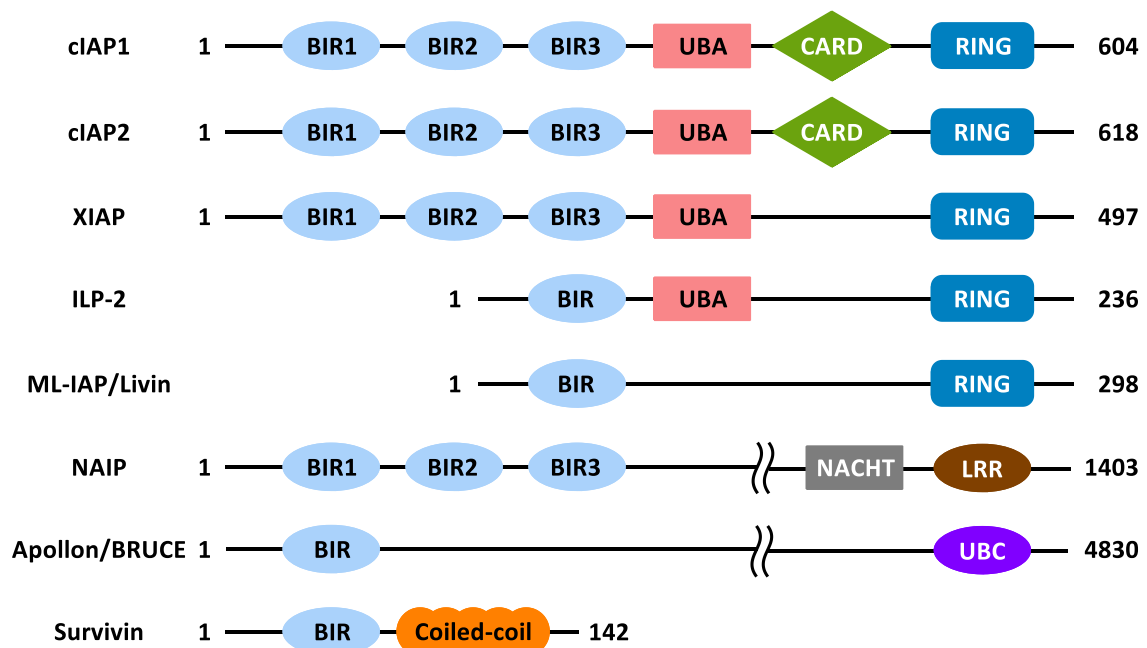 cIAP1 1 BIR1 BIR2 BIR3 UBA CARD RING 604
cIAP2 1 BIR1 BIR2 BIR3 UBA CARD RING 618
XIAP 1 BIR1 BIR2 BIR3 UBA RING 497
ILP-2 1 BIR UBA RING 236
ML-IAP/Livin 1 BIR RING 298
NAIP 1 BIR1 BIR2 BIR3 NACHT LRR 1403
Apollon/BRUCE 1 BIR UBC 4830
Survivin 1 BIR Coiled-coil 142